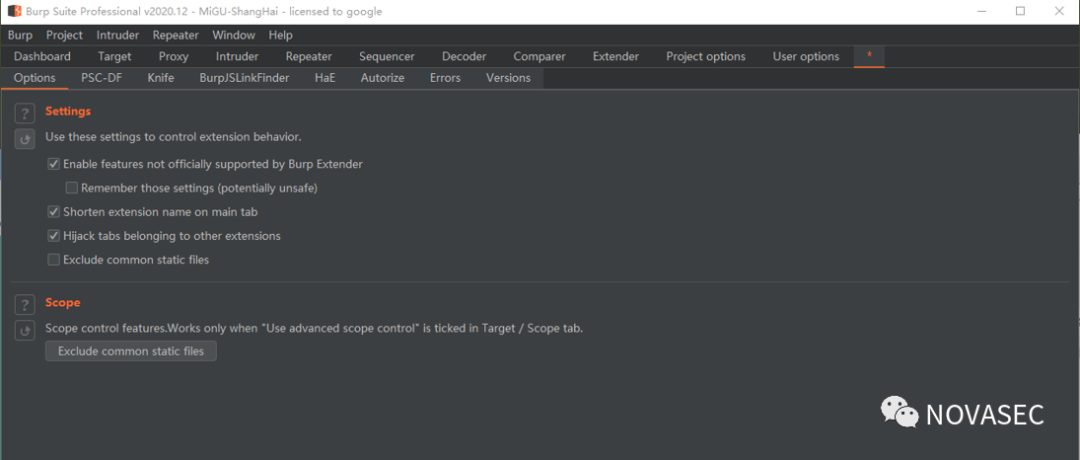 Burp Suite Professional v2020.12 - MiGU-ShangHai - licensed to google
Burp Project Intruder Repeater Window Help
Dashboard Target Proxy Intruder Repeater Sequencer Decoder Comparer Extender Project options User options *
Options PSC-DF Knife BurpJSLinkFinder HaE Autorize Errors Versions
? Settings
Use these settings to control extension behavior.
Enable features not officially supported by Burp Extender
Remember those settings (potentially unsafe)
Shorten extension name on main tab
Hijack tabs belonging to other extensions
Exclude common static files
? Scope
Scope control features.Works only when "Use advanced scope control" is ticked in Target / Scope tab.
Exclude common static files
NOVASEC